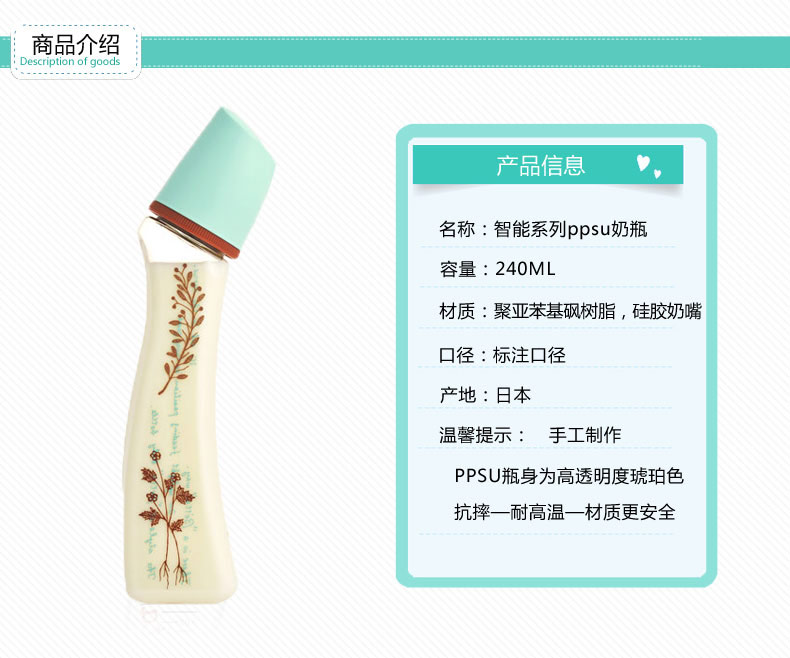 商品介绍
Description of goods
产品信息
名称：智能系列ppsu奶瓶
容量：240ML
材质：聚亚苯基砜树脂，硅胶奶嘴
口径：标注口径
产地：日本
温馨提示： 手工制作
PPSU瓶身为高透明度琥珀色
抗摔—耐高温—材质更安全